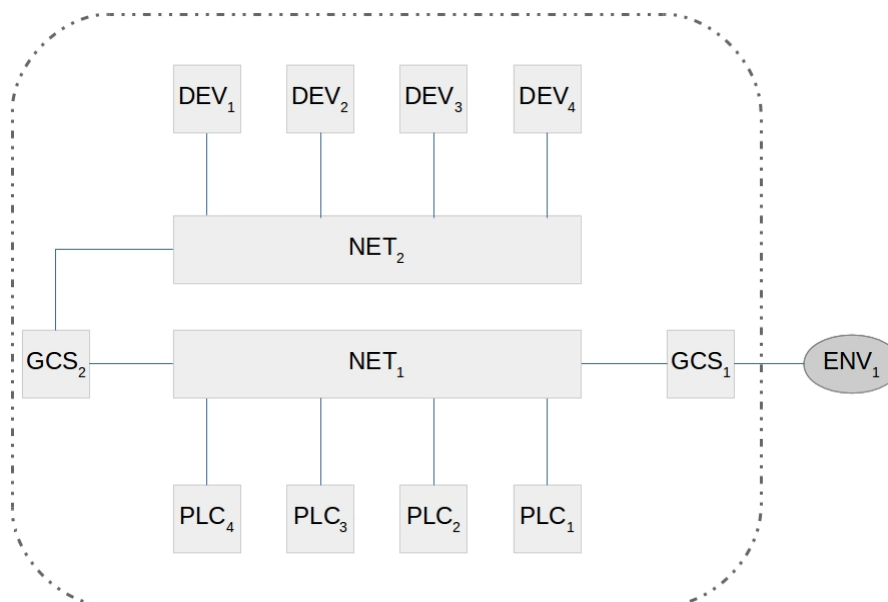 DEV₁ DEV₂ DEV₃ DEV₄
NET₂
GCS₂ NET₁ GCS₁ ENV₁
PLC₄ PLC₃ PLC₂ PLC₁